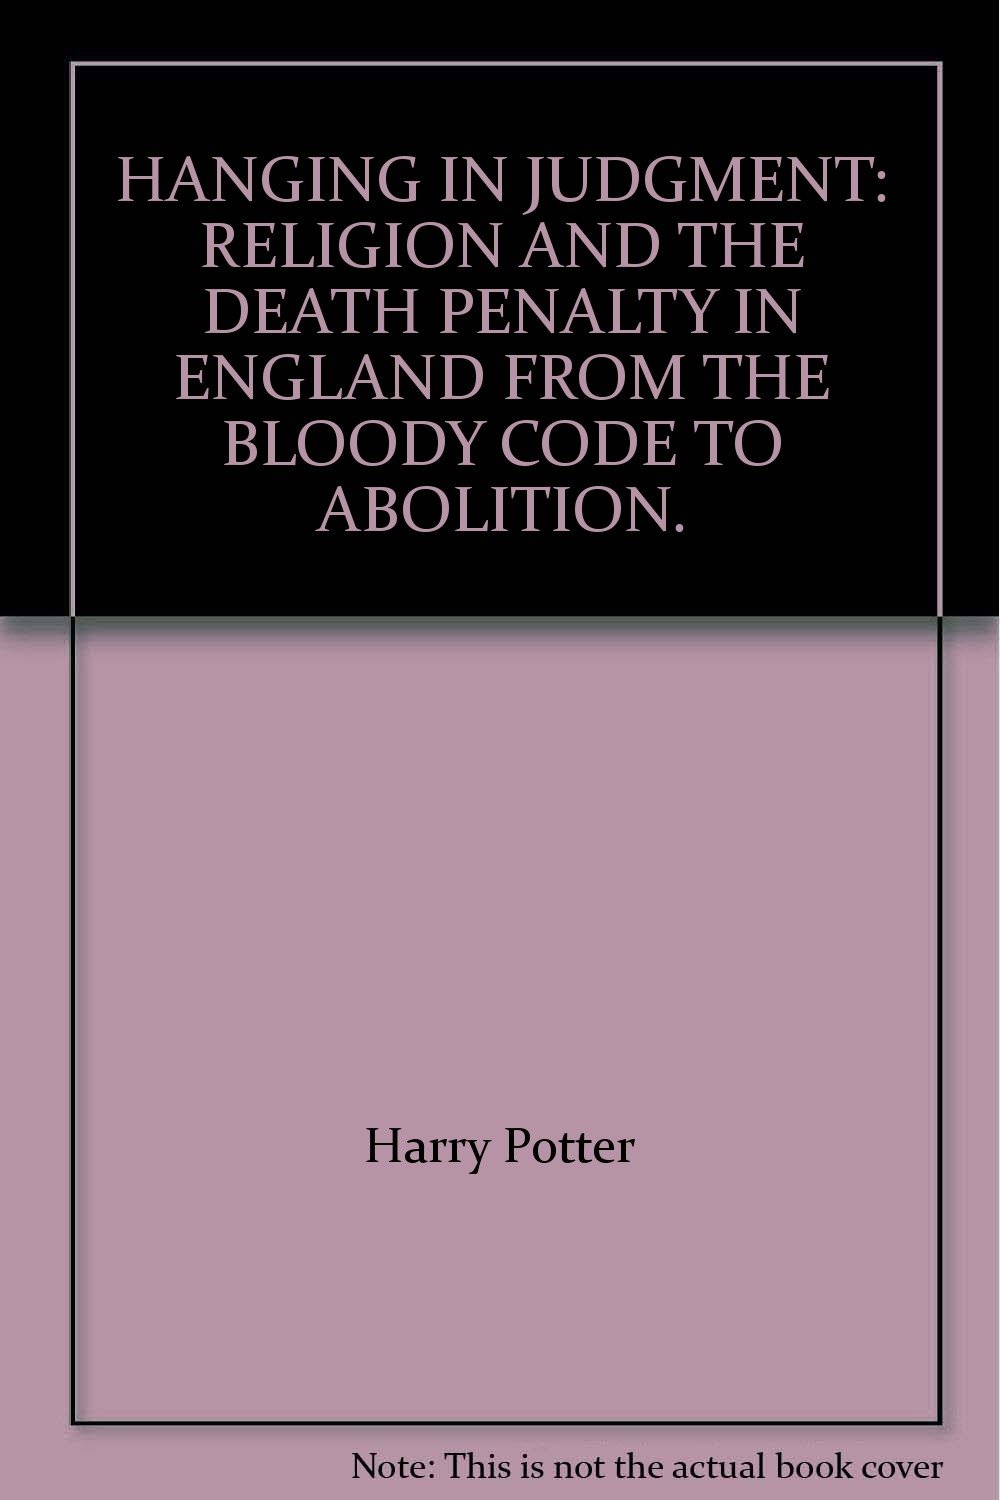 HANGING IN JUDGMENT:
RELIGION AND THE
DEATH PENALTY IN
ENGLAND FROM THE
BLOODY CODE TO
ABOLITION.
Harry Potter
Note: This is not the actual book cover